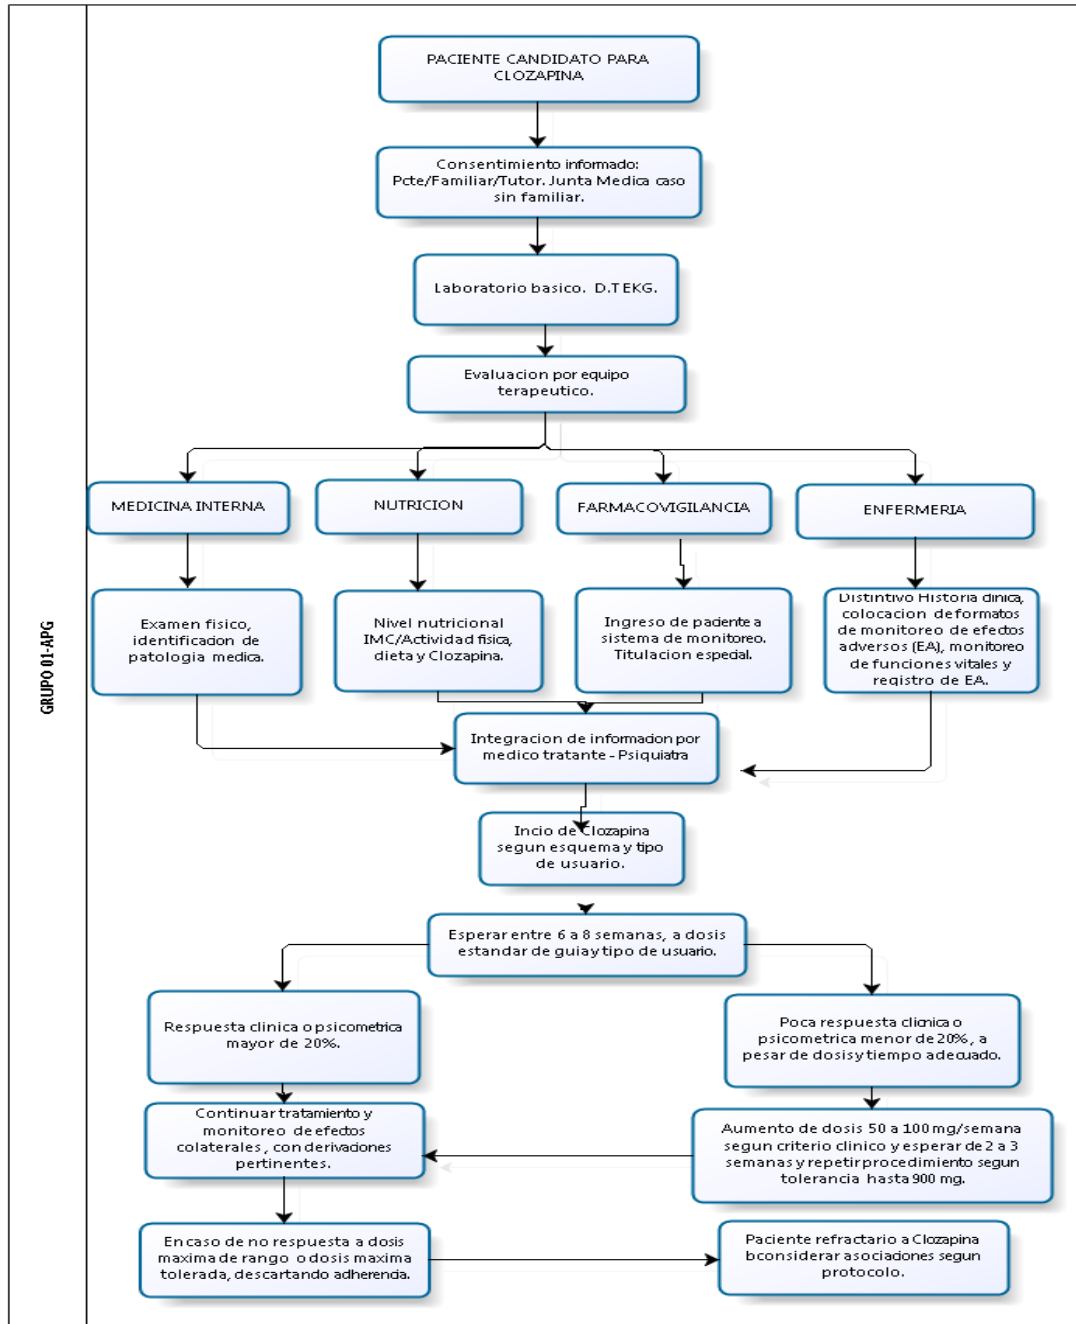 GRUPO 01-APG
PACIENTE CANDIDATO PARA
CLOZAPINA
Consentimiento informado:
Pcte/Familiar/Tutor. Junta Medica caso
sin familiar.
Laboratorio basico.  D.T EKG.
Evaluacion por equipo
terapeutico.
MEDICINA INTERNA
NUTRICION
FARMACOVIGILANCIA
ENFERMERIA
Examen fisico,
identificacion de
patologia medica.
Nivel nutricional
IMC/Actividad fisica,
dieta y Clozapina.
Ingreso de paciente a
sistema de monitoreo.
Titulacion especial.
Distintivo Historia clinica,
colocacion de formatos
de monitoreo de efectos
adversos (EA), monitoreo
de funciones vitales y
registro de EA.
Integracion de informacion por
medico tratante - Psiquiatra
Incio de Clozapina
segun esquema y tipo
de usuario.
Esperar entre 6 a 8 semanas, a dosis
estandar de guia y tipo de usuario.
Respuesta clinica o psicometrica
mayor de 20%.
Poca respuesta clicnica o
psicometrica menor de 20% , a
pesar de dosis y tiempo adecuado.
Continuar tratamiento y
monitoreo de efectos
colaterales , con derivaciones
pertinentes.
Aumento de dosis 50 a 100 mg/semana
segun criterio clinico y esperar de 2 a 3
semanas y repetir procedimiento segun
tolerancia hasta 900 mg.
En caso de no respuesta a dosis
maxima de rango o dosis maxima
tolerada, descartando adherencia.
Paciente refractario a Clozapina
bconsiderar asociaciones segun
protocolo.